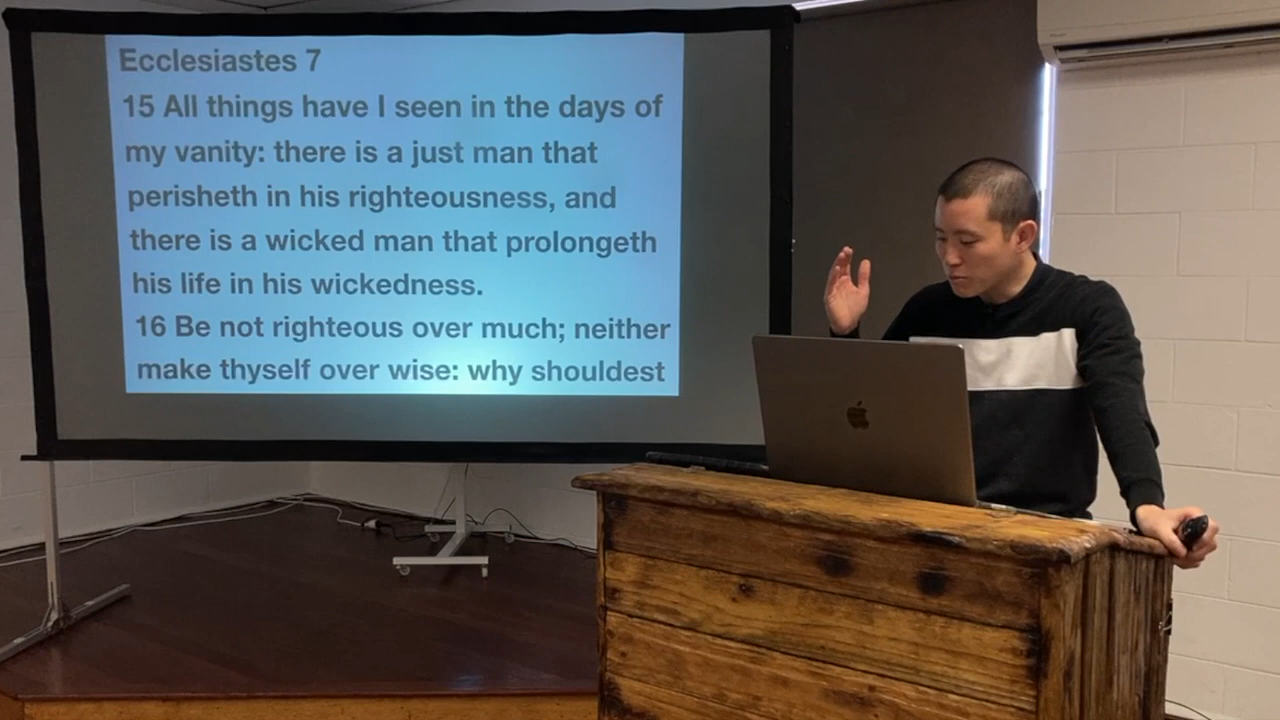 Ecclesiastes 7
15 All things have I seen in the days of
my vanity: there is a just man that
perisheth in his righteousness, and
there is a wicked man that prolongeth
his life in his wickedness.
16 Be not righteous over much; neither
make thyself over wise: why shouldest